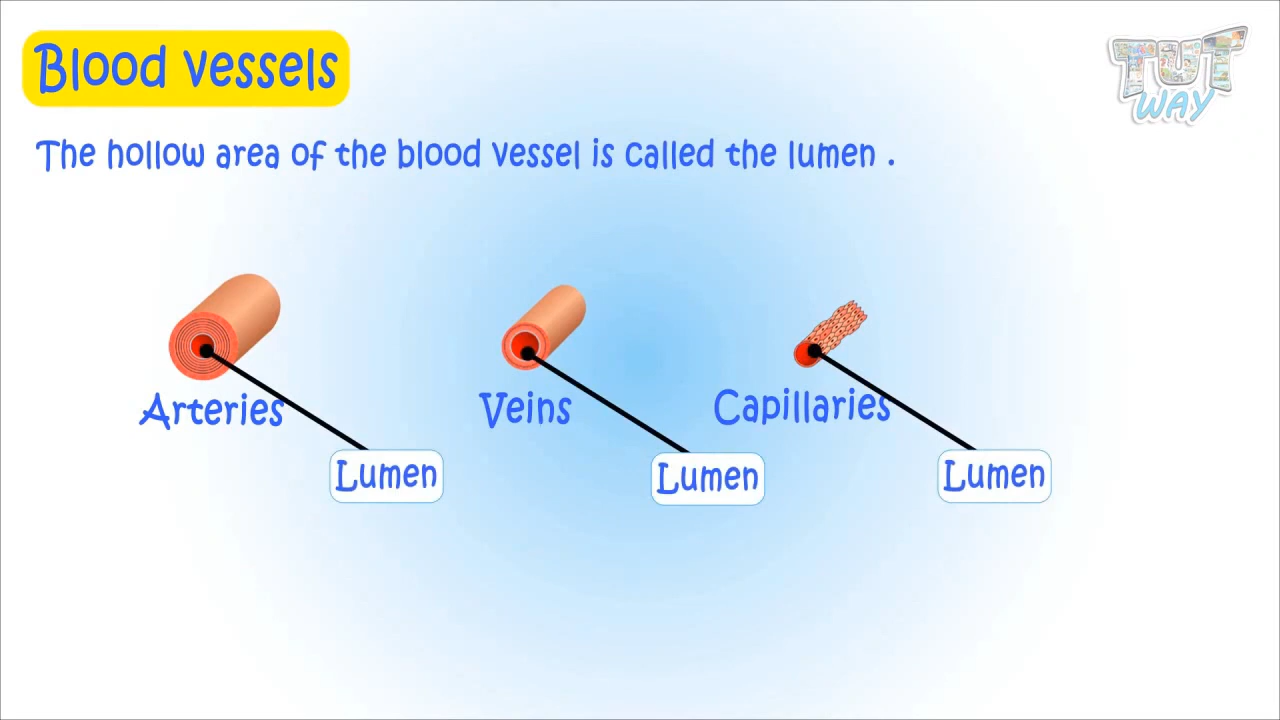 Blood vessels
TUT
WAY
The hollow area of the blood vessel is called the lumen .
Arteries
Veins
Capillaries
Lumen
Lumen
Lumen